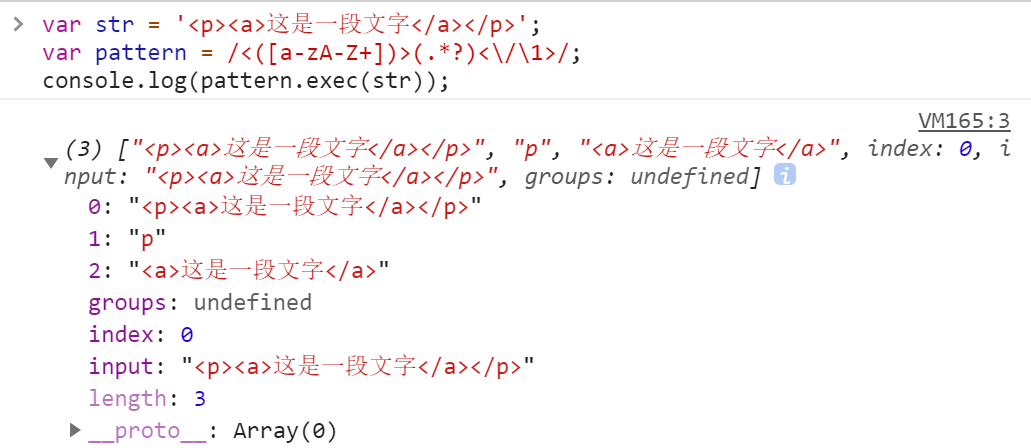 > var str = '<p><a>这是一段文字</a></p>';
var pattern = /<([a-zA-Z+])>(.*?)<\/\1>/;
console.log(pattern.exec(str));
VM165:3
(3) ["<p><a>这是一段文字</a></p>", "p", "<a>这是一段文字</a>", index: 0, i
nput: "<p><a>这是一段文字</a></p>", groups: undefined] i
0: "<p><a>这是一段文字</a></p>"
1: "p"
2: "<a>这是一段文字</a>"
groups: undefined
index: 0
input: "<p><a>这是一段文字</a></p>"
length: 3
__proto__: Array(0)